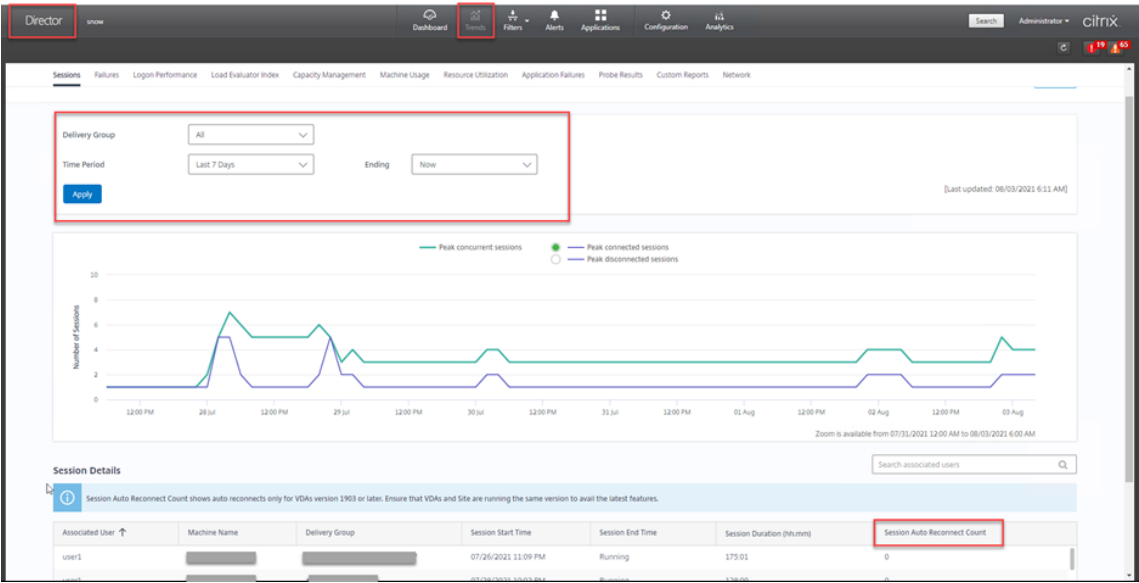 Director snow Dashboard Trends Filters Alerts Applications Configuration Analytics Search Administrator citrix
19 65
Sessions Failures Logon Performance Load Evaluator Index Capacity Management Machine Usage Resource Utilization Application Failures Probe Results Custom Reports Network
Delivery Group All
Time Period Last 7 Days Ending Now
Apply
[Last updated: 08/03/2021 6:11 AM]
Peak concurrent sessions Peak connected sessions
Peak disconnected sessions
10
8
6
4
2
0
Number of Sessions
12:00 PM 28 Jul 12:00 PM 29 Jul 12:00 PM 30 Jul 12:00 PM 31 Jul 12:00 PM 01 Aug 12:00 PM 02 Aug 12:00 PM 03 Aug
Zoom is available from 07/31/2021 12:00 AM to 08/03/2021 6:00 AM
Session Details Search associated users
Session Auto Reconnect Count shows auto reconnects only for VDAs version 1903 or later. Ensure that VDAs and Site are running the same version to avail the latest features.
Associated User Machine Name Delivery Group Session Start Time Session End Time Session Duration (hh:mm) Session Auto Reconnect Count
user1 07/26/2021 11:09 PM Running 175:01 0